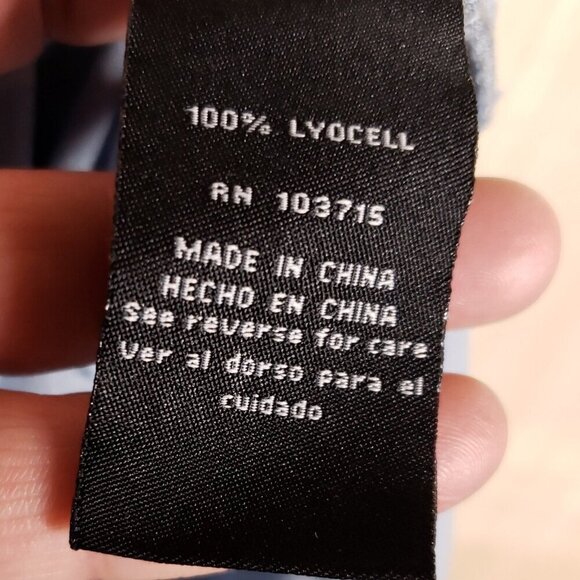 100% LYOCELL
RN 103715
MADE IN CHINA
HECHO EN CHINA
See reverse for care
Ver al dorso para el
cuidado